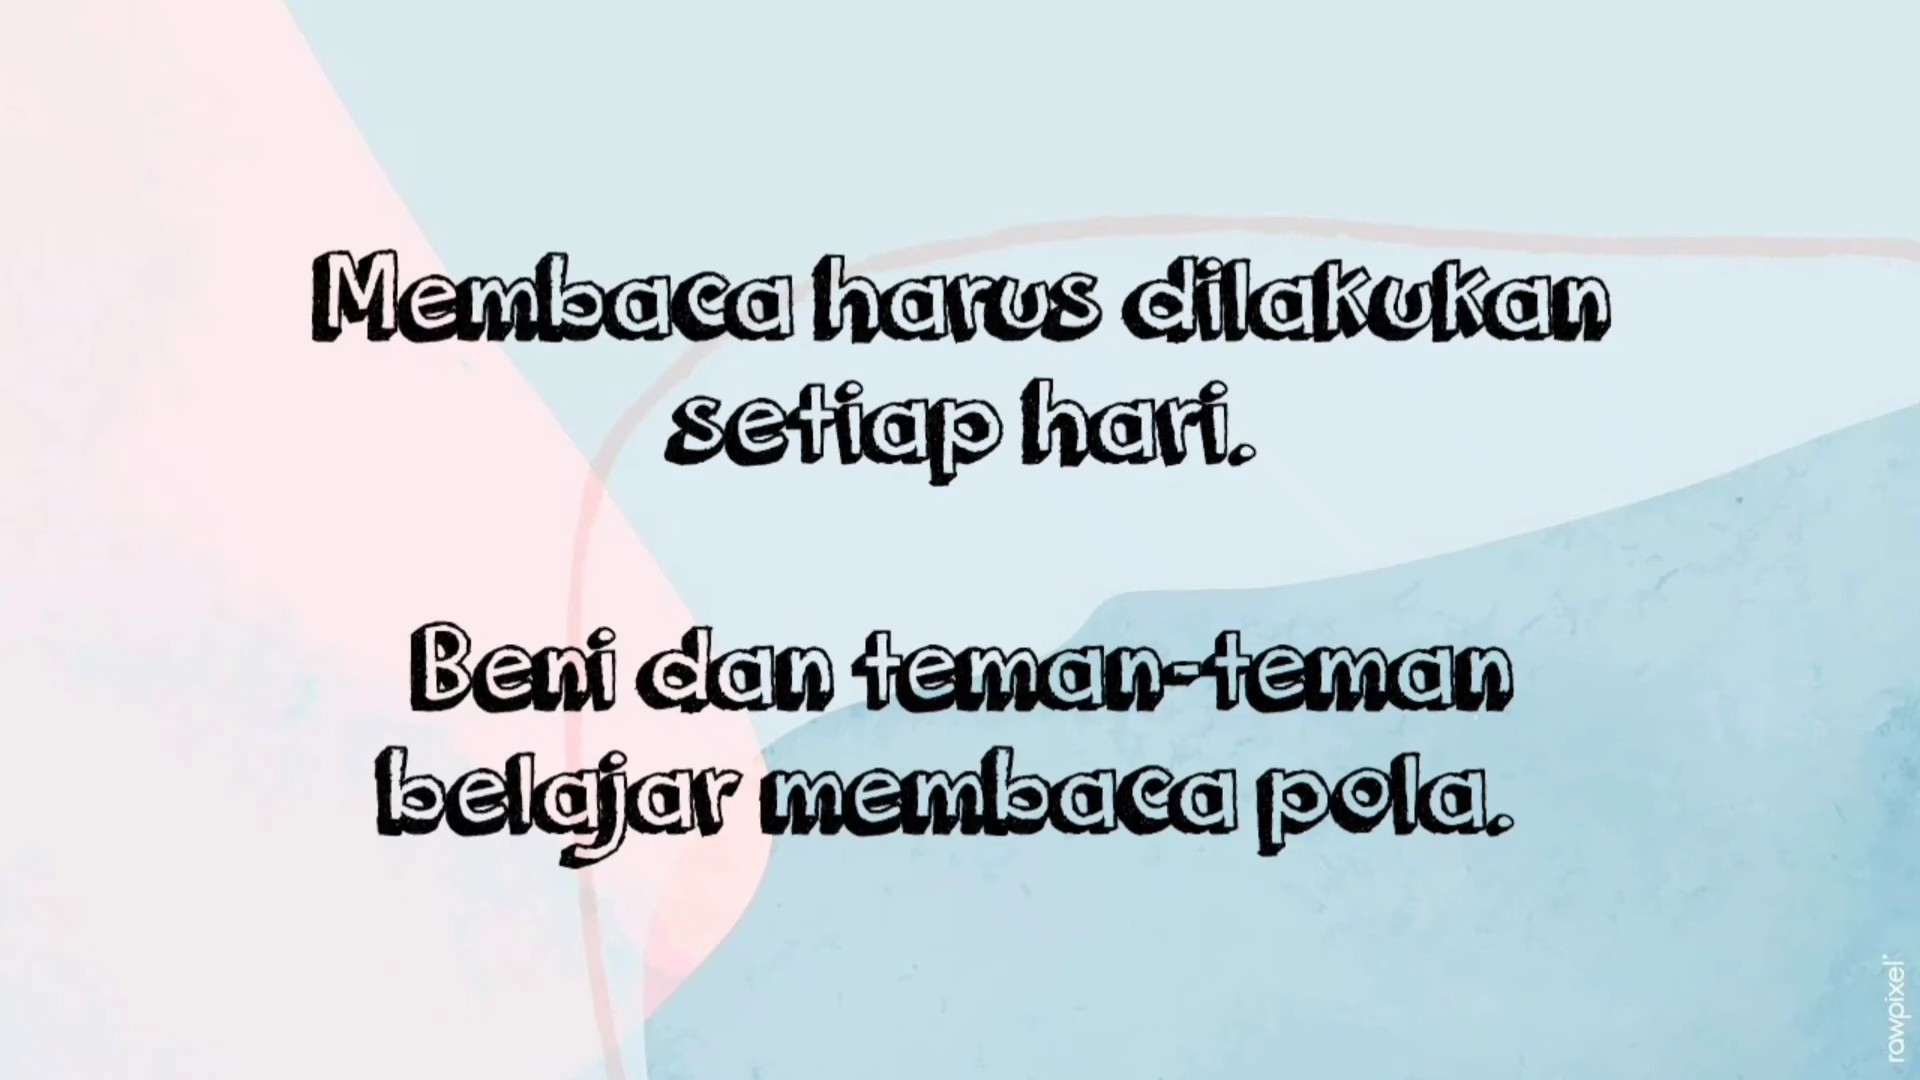 Membaca harus dilakukan
setiap hari.
Beni dan teman-teman
belajar membaca pola.
rawpixel